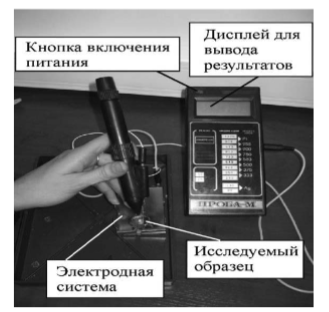 Дисплей для
вывода
результатов
Кнопка включения
питания
ПРОБА-М
Исследуемый
образец
Электродная
система